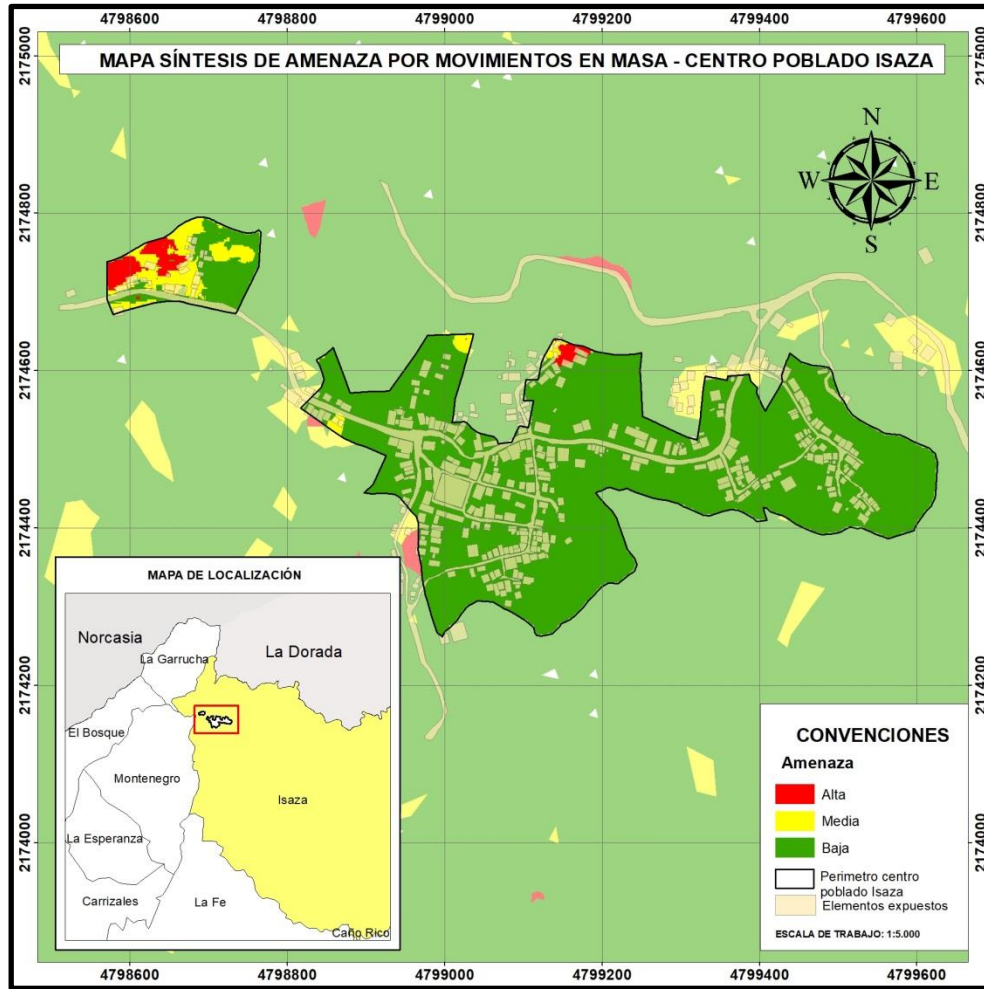 4798600 4798800 4799000 4799200 4799400 4799600
MAPA SÍNTESIS DE AMENAZA POR MOVIMIENTOS EN MASA - CENTRO POBLADO ISAZA
2175000 2175000
N
W E
S
2174800 2174800
2174600 2174600
2174400 2174400
2174200 2174200
2174000 2174000
MAPA DE LOCALIZACIÓN
Norcasia
La Garrucha
La Dorada
El Bosque
Montenegro
Isaza
La Esperanza
Carrizales
La Fe
Caño Rico
CONVENCIONES
Amenaza
Alta
Media
Baja
Perimetro centro
poblado Isaza
Elementos expuestos
ESCALA DE TRABAJO: 1:5.000
4798600 4798800 4799000 4799200 4799400 4799600